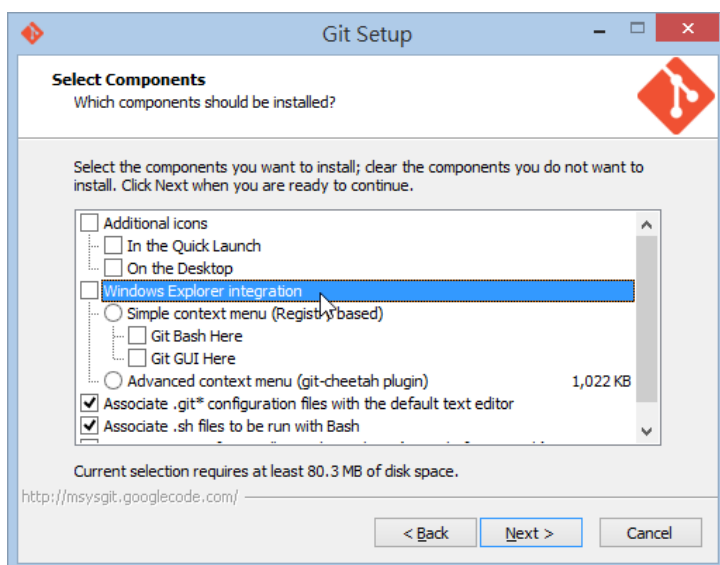 Git Setup
Select Components
Which components should be installed?
Select the components you want to install; clear the components you do not want to
install. Click Next when you are ready to continue.
Additional icons
In the Quick Launch
On the Desktop
Windows Explorer integration
Simple context menu (Registry based)
Git Bash Here
Git GUI Here
Advanced context menu (git-cheetah plugin) 1,022 KB
Associate .git* configuration files with the default text editor
Associate .sh files to be run with Bash
Current selection requires at least 80.3 MB of disk space.
http://msysgit.googlecode.com/
< Back Next > Cancel